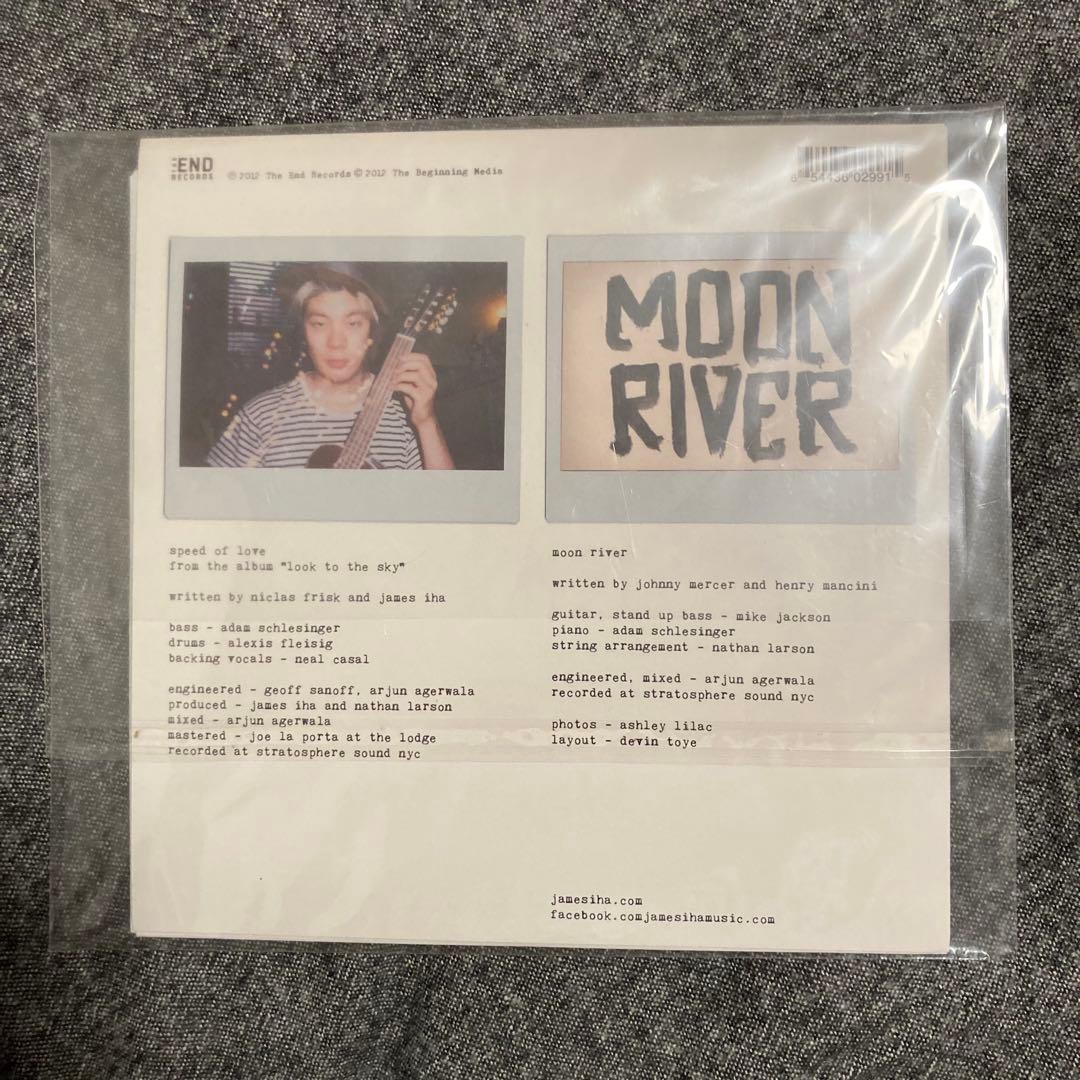 THE END RECORDS
℗2012 The End Records ©2012 The Beginning Media
6 54436 02991 5
MOON
RIVER
speed of love
from the album "look to the sky"
written by niclas frisk and james iha
bass - adam schlesinger
drums - alexis fleisig
backing vocals - neal casal
engineered - geoff sanoff, arjun agerwala
produced - james iha and nathan larson
mixed - arjun agerwala
mastered - joe la porta at the lodge
recorded at stratosphere sound nyc
moon river
written by johnny mercer and henry mancini
guitar, stand up bass - mike jackson
piano - adam schlesinger
string arrangement - nathan larson
engineered, mixed - arjun agerwala
recorded at stratosphere sound nyc
photos - ashley lilac
layout - devin toye
jamesiha.com
facebook.comjamesihamusic.com